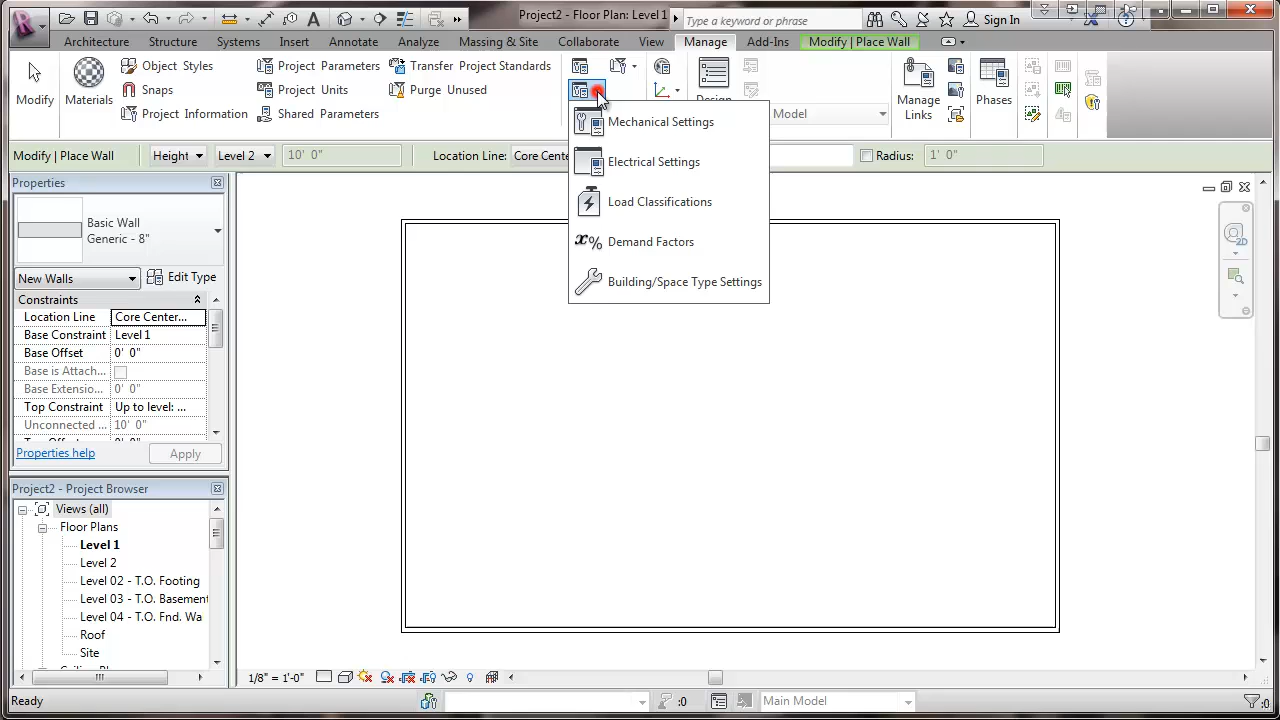 Project2 - Floor Plan: Level 1
Type a keyword or phrase
Sign In
Architecture
Structure
Systems
Insert
Annotate
Analyze
Massing & Site
Collaborate
View
Manage
Add-Ins
Modify | Place Wall
Modify
Materials
Object Styles
Snaps
Project Information
Project Parameters
Project Units
Shared Parameters
Transfer Project Standards
Purge Unused
Design
Model
Manage
Links
Phases
Mechanical Settings
Electrical Settings
Load Classifications
x% Demand Factors
Building/Space Type Settings
Modify | Place Wall
Height
Level 2
10' 0"
Location Line:
Core Cente
Radius:
1' 0"
Properties
Basic Wall
Generic - 8"
New Walls
Edit Type
Constraints
Location Line Core Center...
Base Constraint Level 1
Base Offset 0' 0"
Base is Attach...
Base Extensio... 0' 0"
Top Constraint Up to level: ...
Unconnected ... 10' 0"
Properties help
Apply
Project2 - Project Browser
Views (all)
Floor Plans
Level 1
Level 2
Level 02 - T.O. Footing
Level 03 - T.O. Basement
Level 04 - T.O. Fnd. Wa
Roof
Site
2D
1/8" = 1'-0"
Ready
:0
Main Model
:0